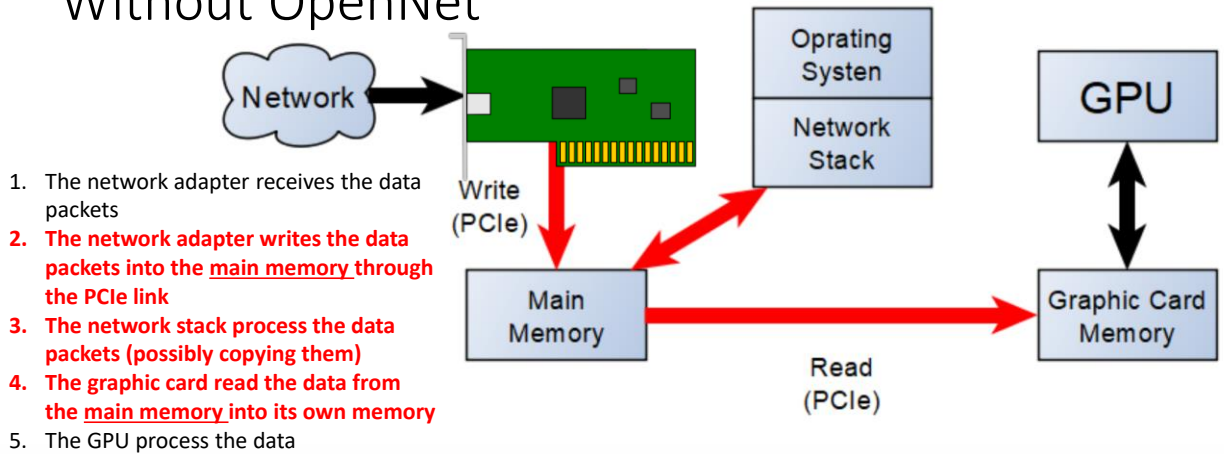 Without OpenNet
Network
Oprating
Systen
Network
Stack
GPU
Write
(PCIe)
Main
Memory
Graphic Card
Memory
Read
(PCIe)
1. The network adapter receives the data
packets
2. The network adapter writes the data
packets into the main memory through
the PCIe link
3. The network stack process the data
packets (possibly copying them)
4. The graphic card read the data from
the main memory into its own memory
5. The GPU process the data